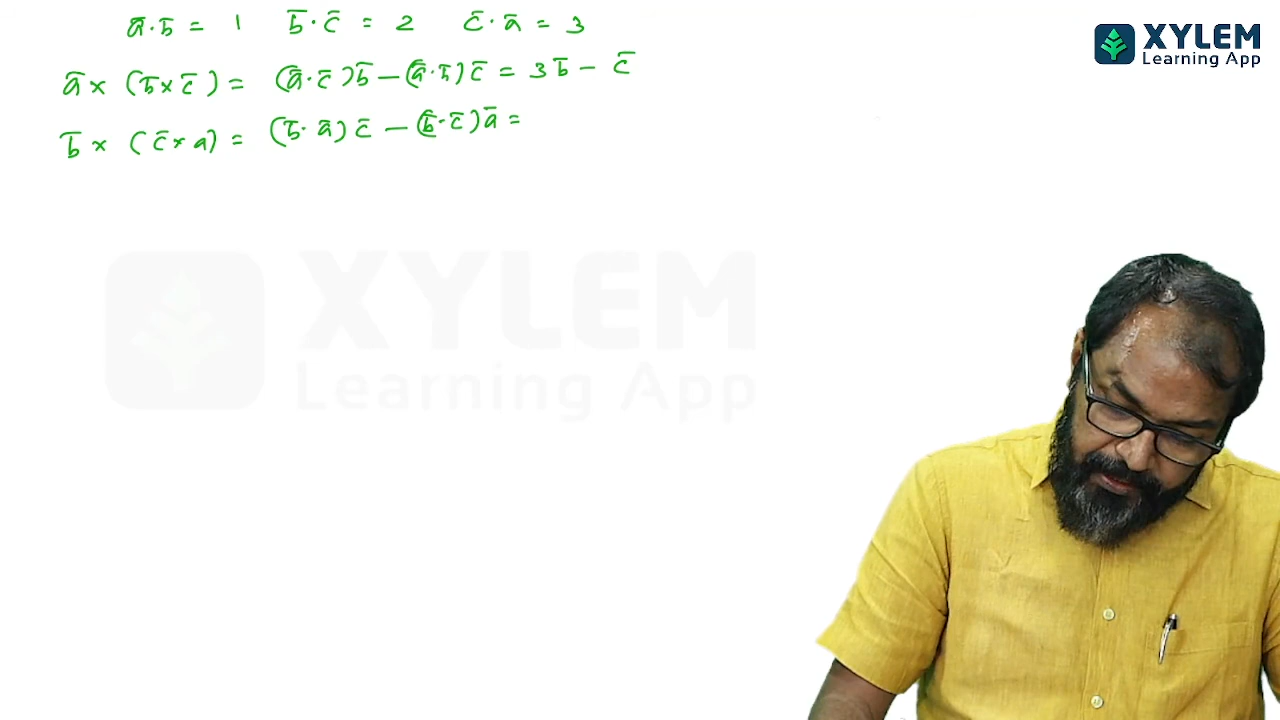 ā·b̄ = 1 b̄·c̄ = 2 c̄·ā = 3
ā × (b̄ × c̄) = (ā·c̄)b̄ − (ā·b̄)c̄ = 3b̄ − c̄
b̄ × (c̄ × a) = (b̄·ā)c̄ − (b̄·c̄)ā =
XYLEM
Learning App
XYLEM
Learning App